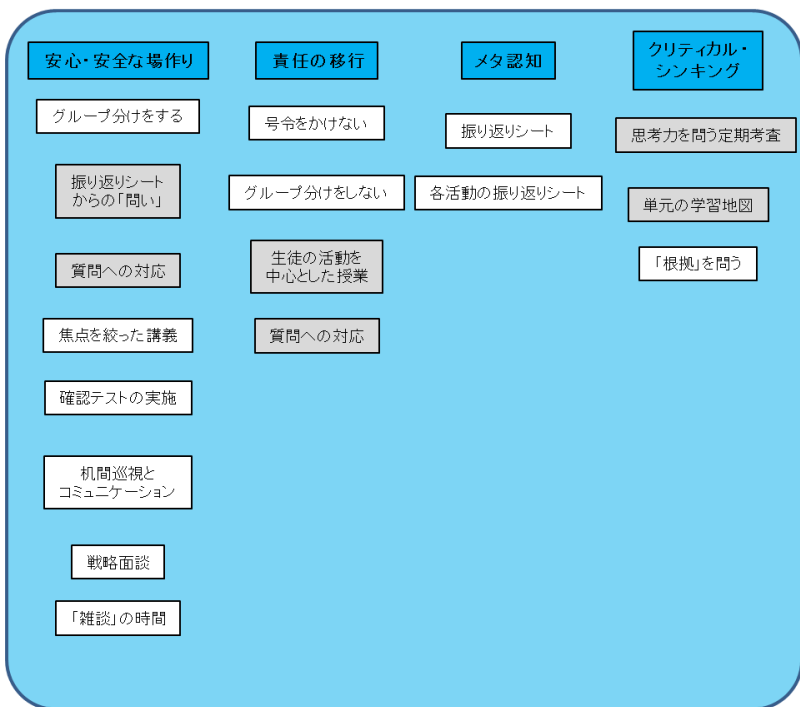 安心・安全な場作り
グループ分けをする
振り返りシート
からの「問い」
質問への対応
焦点を絞った講義
確認テストの実施
机間巡視と
コミュニケーション
戦略面談
「雑談」の時間
責任の移行
号令をかけない
グループ分けをしない
生徒の活動を
中心とした授業
質問への対応
メタ認知
振り返りシート
各活動の振り返りシート
クリティカル・
シンキング
思考力を問う定期考査
単元の学習地図
「根拠」を問う